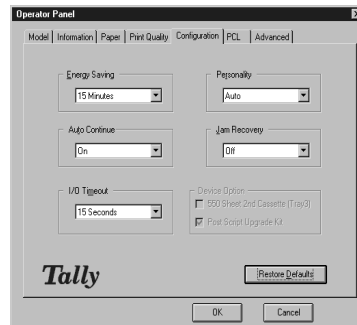 Operator Panel
Model Information Paper Print Quality Configuration PCL Advanced
Energy Saving Personality
15 Minutes Auto
Auto Continue Jam Recovery
On Off
I/O Timeout Device Option
15 Seconds 550 Sheet 2nd Cassette (Tray3)
Post Script Upgrade Kit
Tally Restore Defaults
OK Cancel